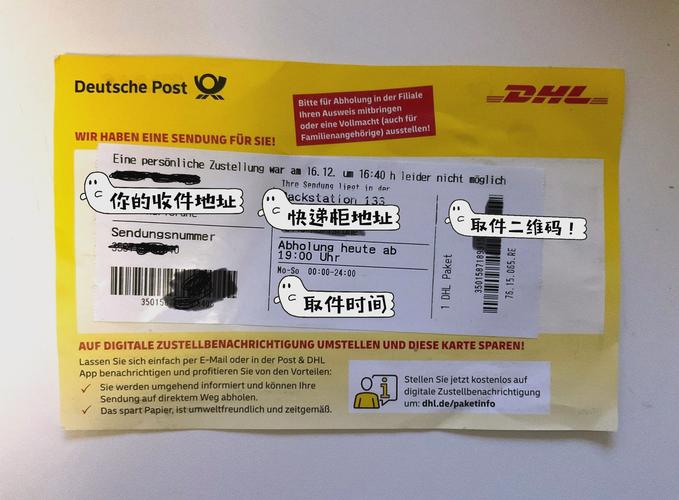 Deutsche Post
DHL
Bitte für Abholung in der Filiale
Ihren Ausweis mitbringen
oder eine Vollmacht (auch für
Familienangehörige) ausstellen!
WIR HABEN EINE SENDUNG FÜR SIE!
Eine persönliche Zustellung war am 16.12. um 16:40 h leider nicht möglich
你的收件地址
Ihre Sendung liegt in der
Packstation 133
快递柜地址
取件二维码！
Sendungsnummer
Abholung heute ab
19:00 Uhr
Mo-So 00:00-24:00
取件时间
1 DHL Paket
76.15.065.RE
AUF DIGITALE ZUSTELLBENACHRICHTIGUNG UMSTELLEN UND DIESE KARTE SPAREN!
Lassen Sie sich einfach per E-Mail oder in der Post & DHL
App benachrichtigen und profitieren Sie von den Vorteilen:
✓ Sie werden umgehend informiert und können Ihre
Sendung auf direktem Weg abholen.
✓ Das spart Papier, ist umweltfreundlich und zeitgemäß.
Stellen Sie jetzt kostenlos auf
digitale Zustellbenachrichtigung
um: dhl.de/paketinfo